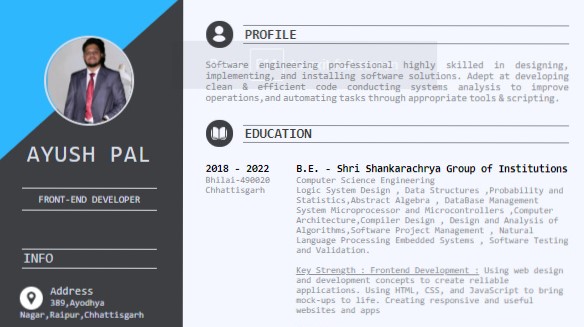 AYUSH PAL
FRONT-END DEVELOPER
INFO
Address
389,Ayodhya
Nagar,Raipur,Chhattisgarh
PROFILE
Software engineering professional highly skilled in designing,
implementing, and installing software solutions. Adept at developing
clean & efficient code conducting systems analysis to improve
operations,and automating tasks through appropriate tools & scripting.
EDUCATION
2018 - 2022
Bhilai-490020
Chhattisgarh
B.E. - Shri Shankarachrya Group of Institutions
Computer Science Engineering
Logic System Design , Data Structures ,Probability and
Statistics,Abstract Algebra , DataBase Management
System Microprocessor and Microcontrollers ,Computer
Architecture,Compiler Design , Design and Analysis of
Algorithms,Software Project Management , Natural
Language Processing Embedded Systems , Software Testing
and Validation.
Key Strength : Frontend Development : Using web design
and development concepts to create reliable
applications. Using HTML, CSS, and JavaScript to bring
mock-ups to life. Creating responsive and useful
websites and apps